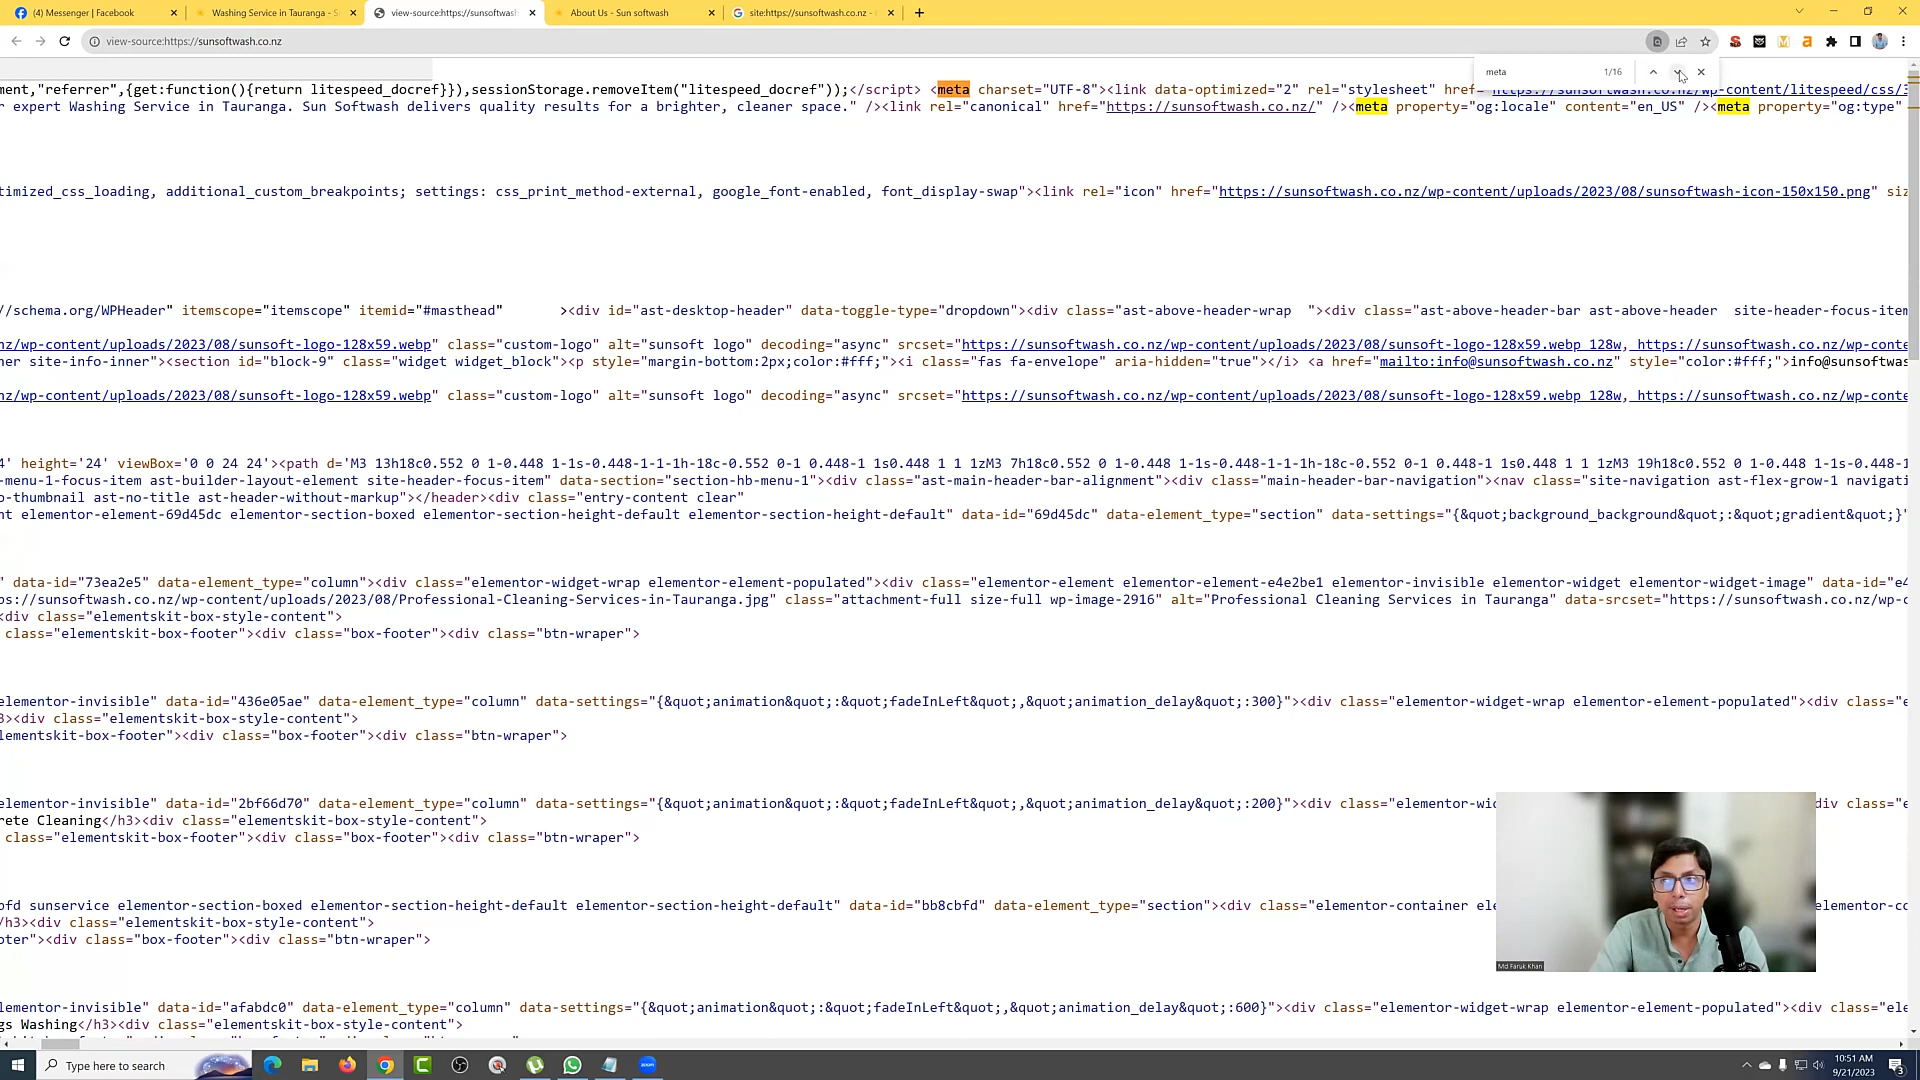 (4) Messenger | Facebook
Washing Service in Tauranga - S
view-source:https://sunsoftwash
About Us - Sun softwash
site:https://sunsoftwash.co.nz -
view-source:https://sunsoftwash.co.nz
meta 1/16
ment,"referrer",{get:function(){return litespeed_docref}}),sessionStorage.removeItem("litespeed_docref"));</script> <meta charset="UTF-8"><link data-optimized="2" rel="stylesheet" href="https://sunsoftwash.co.nz/wp-content/litespeed/css/3
r expert Washing Service in Tauranga. Sun Softwash delivers quality results for a brighter, cleaner space." /><link rel="canonical" href="https://sunsoftwash.co.nz/" /><meta property="og:locale" content="en_US" /><meta property="og:type"
timized_css_loading, additional_custom_breakpoints; settings: css_print_method-external, google_font-enabled, font_display-swap"><link rel="icon" href="https://sunsoftwash.co.nz/wp-content/uploads/2023/08/sunsoftwash-icon-150x150.png" siz
//schema.org/WPHeader" itemscope="itemscope" itemid="#masthead" ><div id="ast-desktop-header" data-toggle-type="dropdown"><div class="ast-above-header-wrap "><div class="ast-above-header-bar ast-above-header site-header-focus-item
nz/wp-content/uploads/2023/08/sunsoft-logo-128x59.webp" class="custom-logo" alt="sunsoft logo" decoding="async" srcset="https://sunsoftwash.co.nz/wp-content/uploads/2023/08/sunsoft-logo-128x59.webp 128w, https://sunsoftwash.co.nz/wp-conte
ner site-info-inner"><section id="block-9" class="widget widget_block"><p style="margin-bottom:2px;color:#fff;"><i class="fas fa-envelope" aria-hidden="true"></i> <a href="mailto:info@sunsoftwash.co.nz" style="color:#fff;">info@sunsoftwas
nz/wp-content/uploads/2023/08/sunsoft-logo-128x59.webp" class="custom-logo" alt="sunsoft logo" decoding="async" srcset="https://sunsoftwash.co.nz/wp-content/uploads/2023/08/sunsoft-logo-128x59.webp 128w, https://sunsoftwash.co.nz/wp-conte
4' height='24' viewBox='0 0 24 24'><path d='M3 13h18c0.552 0 1-0.448 1-1s-0.448-1-1-1h-18c-0.552 0-1 0.448-1 1s0.448 1 1 1zM3 7h18c0.552 0 1-0.448 1-1s-0.448-1-1-1h-18c-0.552 0-1 0.448-1 1s0.448 1 1 1zM3 19h18c0.552 0 1-0.448 1-1s-0.448-1
-menu-1-focus-item ast-builder-layout-element site-header-focus-item" data-section="section-hb-menu-1"><div class="ast-main-header-bar-alignment"><div class="main-header-bar-navigation"><nav class="site-navigation ast-flex-grow-1 navigati
o-thumbnail ast-no-title ast-header-without-markup"></header><div class="entry-content clear"
nt elementor-element-69d45dc elementor-section-boxed elementor-section-height-default elementor-section-height-default" data-id="69d45dc" data-element_type="section" data-settings="{&quot;background_background&quot;:&quot;gradient&quot;}"
" data-id="73ea2e5" data-element_type="column"><div class="elementor-widget-wrap elementor-element-populated"><div class="elementor-element elementor-element-e4e2be1 elementor-invisible elementor-widget elementor-widget-image" data-id="e4
ps://sunsoftwash.co.nz/wp-content/uploads/2023/08/Professional-Cleaning-Services-in-Tauranga.jpg" class="attachment-full size-full wp-image-2916" alt="Professional Cleaning Services in Tauranga" data-srcset="https://sunsoftwash.co.nz/wp-c
<div class="elementskit-box-style-content">
 class="elementskit-box-footer"><div class="box-footer"><div class="btn-wraper">
elementor-invisible" data-id="436e05ae" data-element_type="column" data-settings="{&quot;animation&quot;:&quot;fadeInLeft&quot;,&quot;animation_delay&quot;:300}"><div class="elementor-widget-wrap elementor-element-populated"><div class="e
3><div class="elementskit-box-style-content">
lementskit-box-footer"><div class="box-footer"><div class="btn-wraper">
elementor-invisible" data-id="2bf66d70" data-element_type="column" data-settings="{&quot;animation&quot;:&quot;fadeInLeft&quot;,&quot;animation_delay&quot;:200}"><div class="elementor-wid div class="e
rete Cleaning</h3><div class="elementskit-box-style-content">
 class="elementskit-box-footer"><div class="box-footer"><div class="btn-wraper">
bfd sunservice elementor-section-boxed elementor-section-height-default elementor-section-height-default" data-id="bb8cbfd" data-element_type="section"><div class="elementor-container ele elementor-co
/h3><div class="elementskit-box-style-content">
oter"><div class="box-footer"><div class="btn-wraper">
Md Faruk Khan
elementor-invisible" data-id="afabdc0" data-element_type="column" data-settings="{&quot;animation&quot;:&quot;fadeInLeft&quot;,&quot;animation_delay&quot;:600}"><div class="elementor-widget-wrap elementor-element-populated"><div class="ele
gs Washing</h3><div class="elementskit-box-style-content">
Type here to search
zoom
10:51 AM
9/21/2023
3